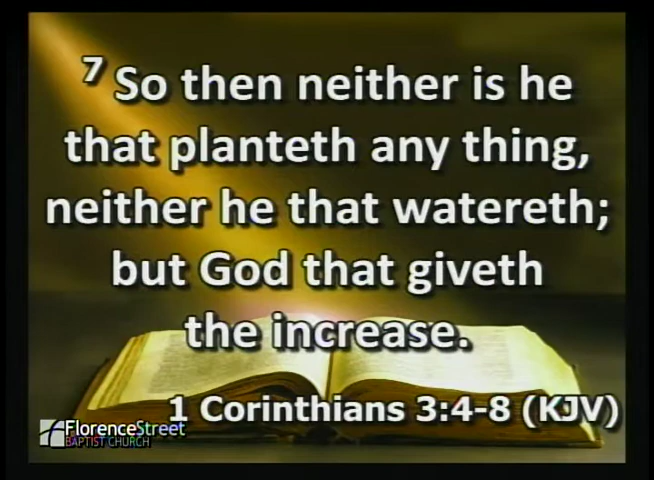 7 So then neither is he
that planteth any thing,
neither he that watereth;
but God that giveth
the increase.
1 Corinthians 3:4-8 (KJV)
FlorenceStreet
BAPTIST CHURCH